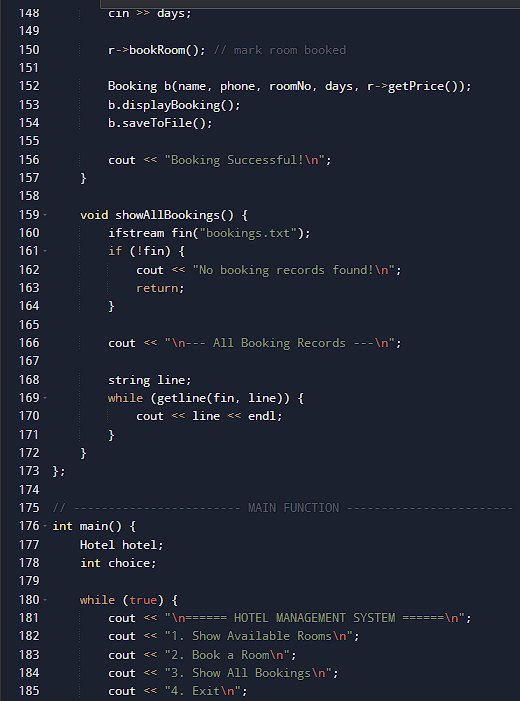 148 cin >> days;
149
150 r->bookRoom(); // mark room booked
151
152 Booking b(name, phone, roomNo, days, r->getPrice());
153 b.displayBooking();
154 b.saveToFile();
155
156 cout << "Booking Successful!\n";
157 }
158
159 void showAllBookings() {
160 ifstream fin("bookings.txt");
161 if (!fin) {
162 cout << "No booking records found!\n";
163 return;
164 }
165
166 cout << "\n--- All Booking Records ---\n";
167
168 string line;
169 while (getline(fin, line)) {
170 cout << line << endl;
171 }
172 }
173 };
174
175 // ------------------------ MAIN FUNCTION ------------------------
176 int main() {
177 Hotel hotel;
178 int choice;
179
180 while (true) {
181 cout << "\n====== HOTEL MANAGEMENT SYSTEM ======\n";
182 cout << "1. Show Available Rooms\n";
183 cout << "2. Book a Room\n";
184 cout << "3. Show All Bookings\n";
185 cout << "4. Exit\n";